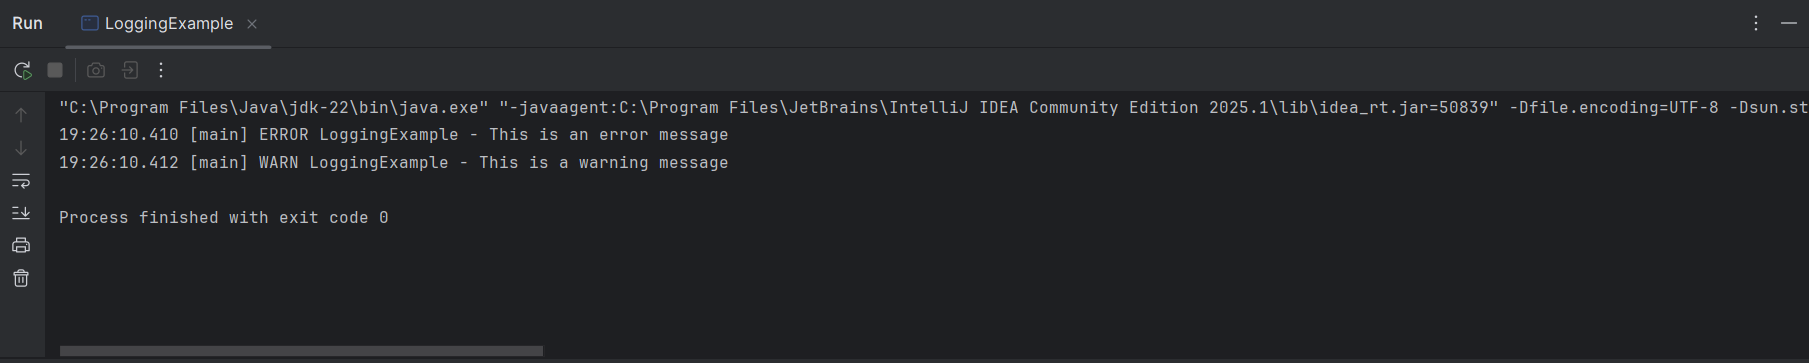 Run LoggingExample
"C:\Program Files\Java\jdk-22\bin\java.exe" "-javaagent:C:\Program Files\JetBrains\IntelliJ IDEA Community Edition 2025.1\lib\idea_rt.jar=50839" -Dfile.encoding=UTF-8 -Dsun.st
19:26:10.410 [main] ERROR LoggingExample - This is an error message
19:26:10.412 [main] WARN LoggingExample - This is a warning message
Process finished with exit code 0